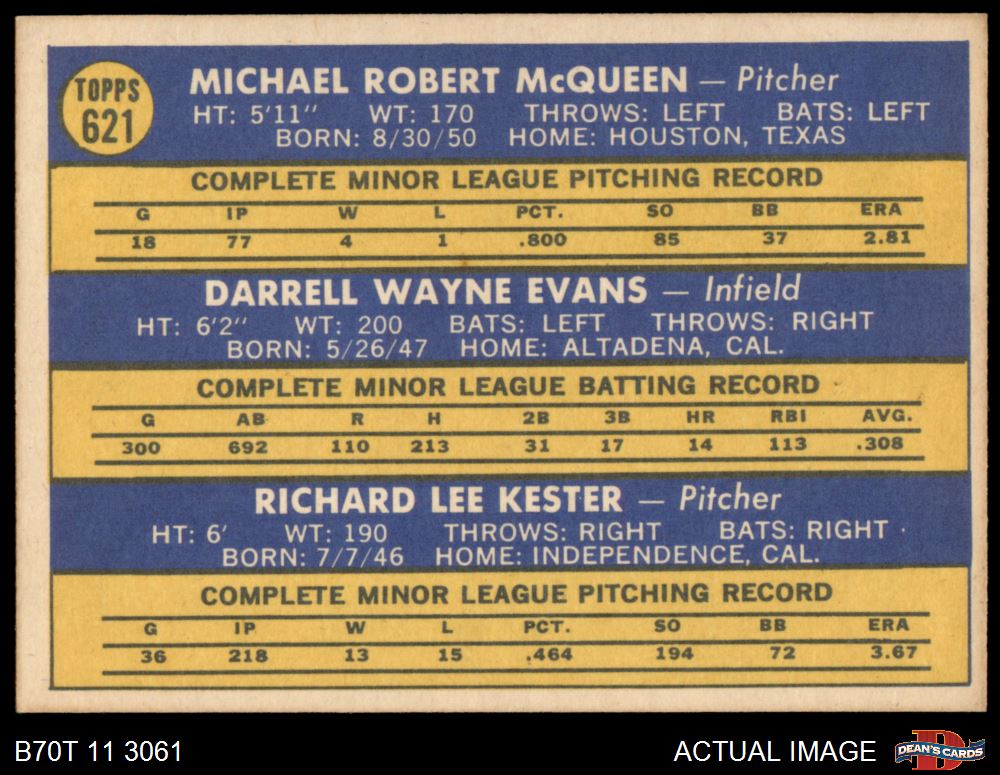 TOPPS
621
MICHAEL ROBERT McQUEEN — Pitcher
HT: 5'11" WT: 170 THROWS: LEFT BATS: LEFT
BORN: 8/30/50 HOME: HOUSTON, TEXAS
COMPLETE MINOR LEAGUE PITCHING RECORD
G IP W L PCT. SO BB ERA
18 77 4 1 .800 85 37 2.81
DARRELL WAYNE EVANS — Infield
HT: 6'2" WT: 200 BATS: LEFT THROWS: RIGHT
BORN: 5/26/47 HOME: ALTADENA, CAL.
COMPLETE MINOR LEAGUE BATTING RECORD
G AB R H 2B 3B HR RBI AVG.
300 692 110 213 31 17 14 113 .308
RICHARD LEE KESTER — Pitcher
HT: 6' WT: 190 THROWS: RIGHT BATS: RIGHT
BORN: 7/7/46 HOME: INDEPENDENCE, CAL.
COMPLETE MINOR LEAGUE PITCHING RECORD
G IP W L PCT. SO BB ERA
36 218 13 15 .464 194 72 3.67
B70T 11 3061 ACTUAL IMAGE DEAN'S CARDS